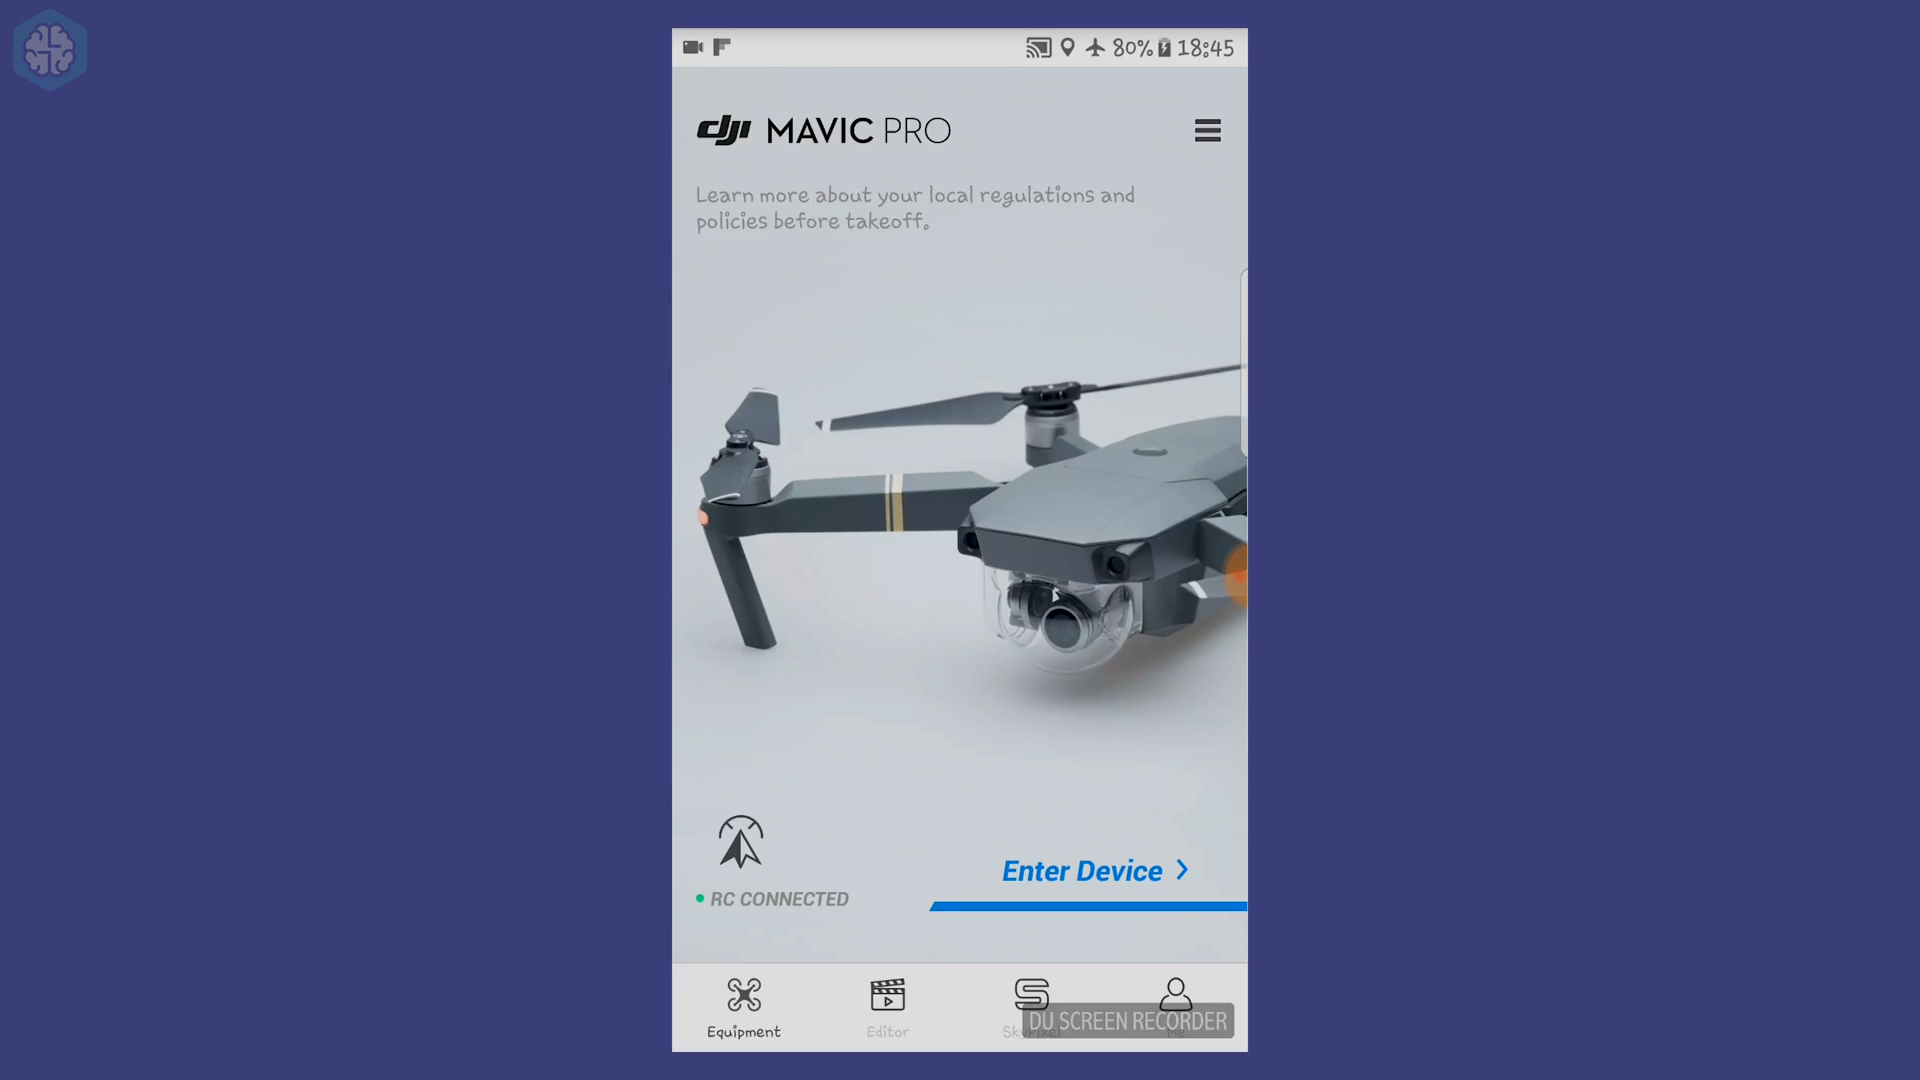 80% 18:45
dji MAVIC PRO
Learn more about your local regulations and
policies before takeoff.
Enter Device
RC CONNECTED
Equipment
Editor
DU SCREEN RECORDER